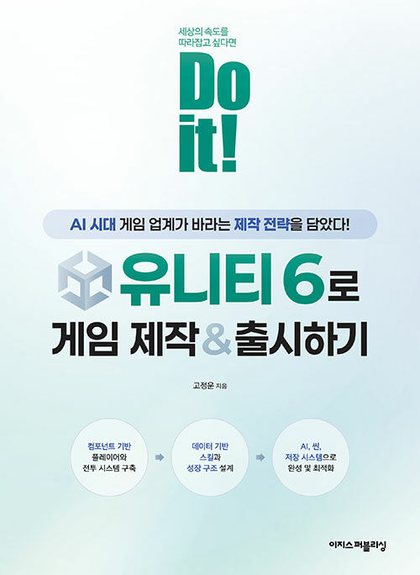 세상의 속도를
따라잡고 싶다면
Do
it!
AI 시대 게임 업계가 바라는 제작 전략을 담았다!
유니티 6로
게임 제작 & 출시하기
고정운 지음
컴포넌트 기반
플레이어와
전투 시스템 구축
데이터 기반
스킬과
성장 구조 설계
AI, 씬,
저장 시스템으로
완성 및 최적화
이지스퍼블리싱